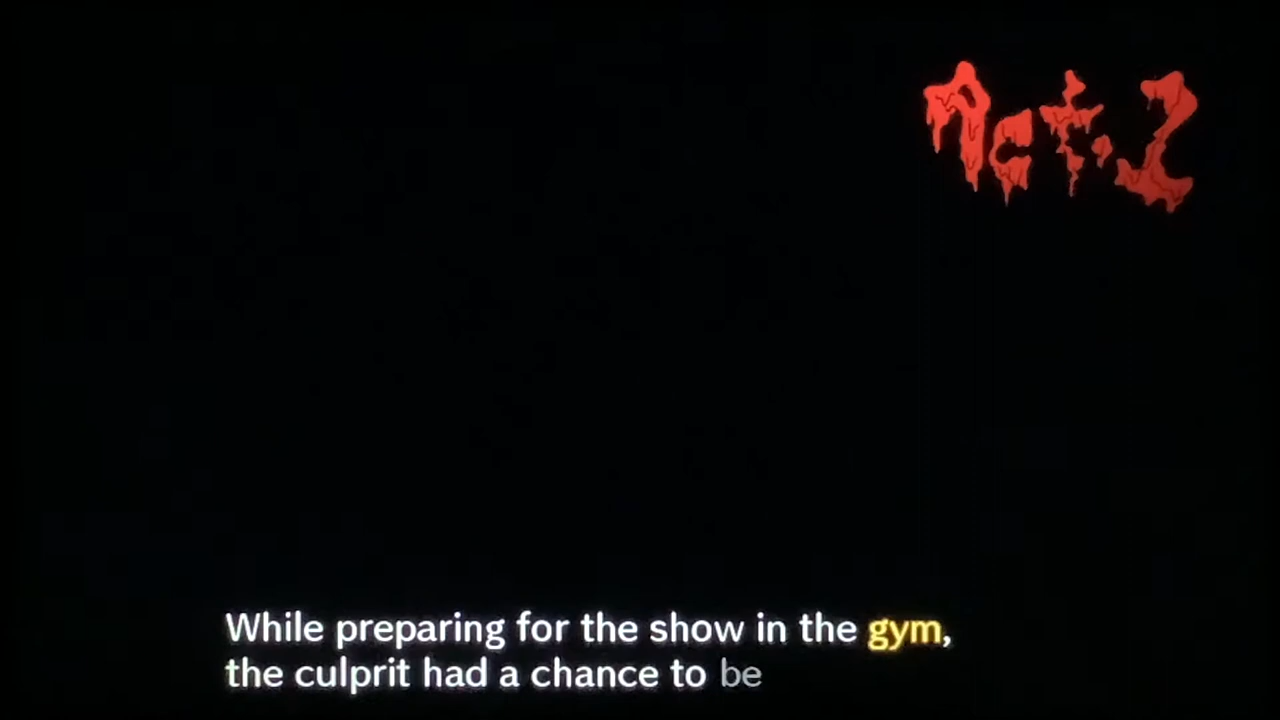 Act.2
While preparing for the show in the gym,
the culprit had a chance to be